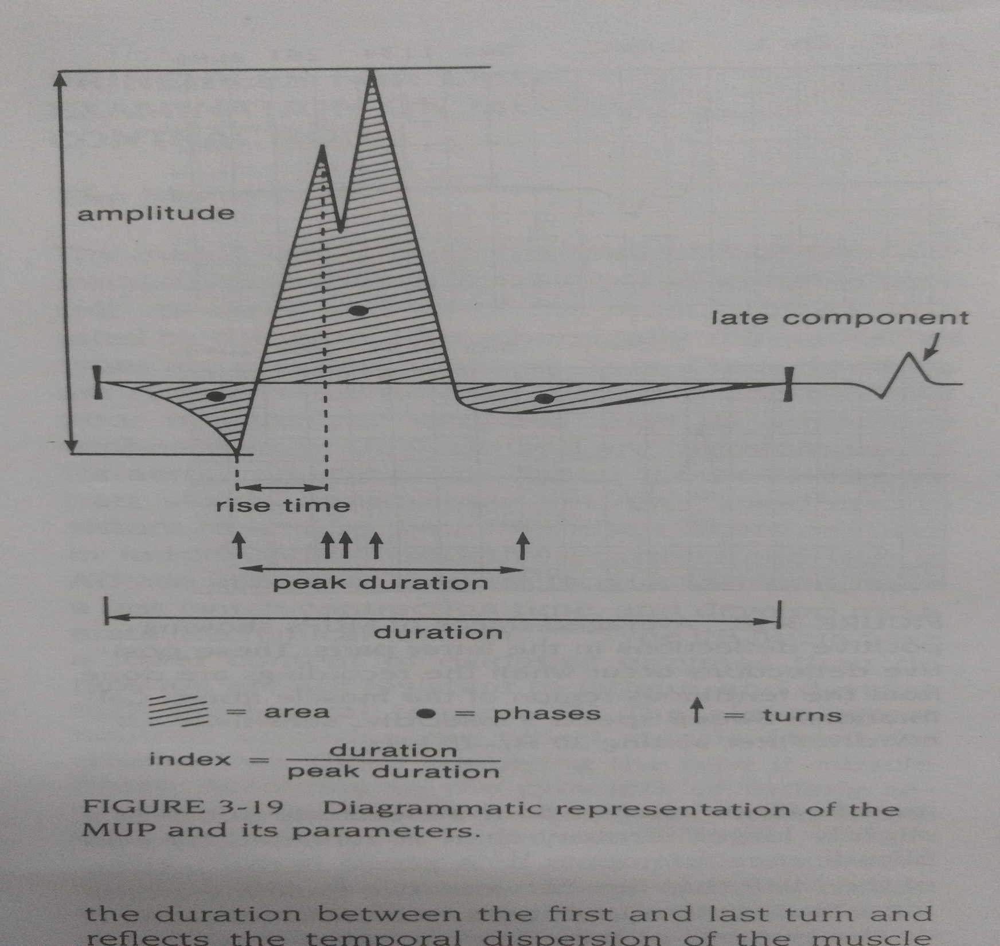 amplitude
late component
rise time
peak duration
duration
= area = phases = turns
index = duration
peak duration
FIGURE 3-19 Diagrammatic representation of the
MUP and its parameters.
the duration between the first and last turn and
reflects the temporal dispersion of the muscle